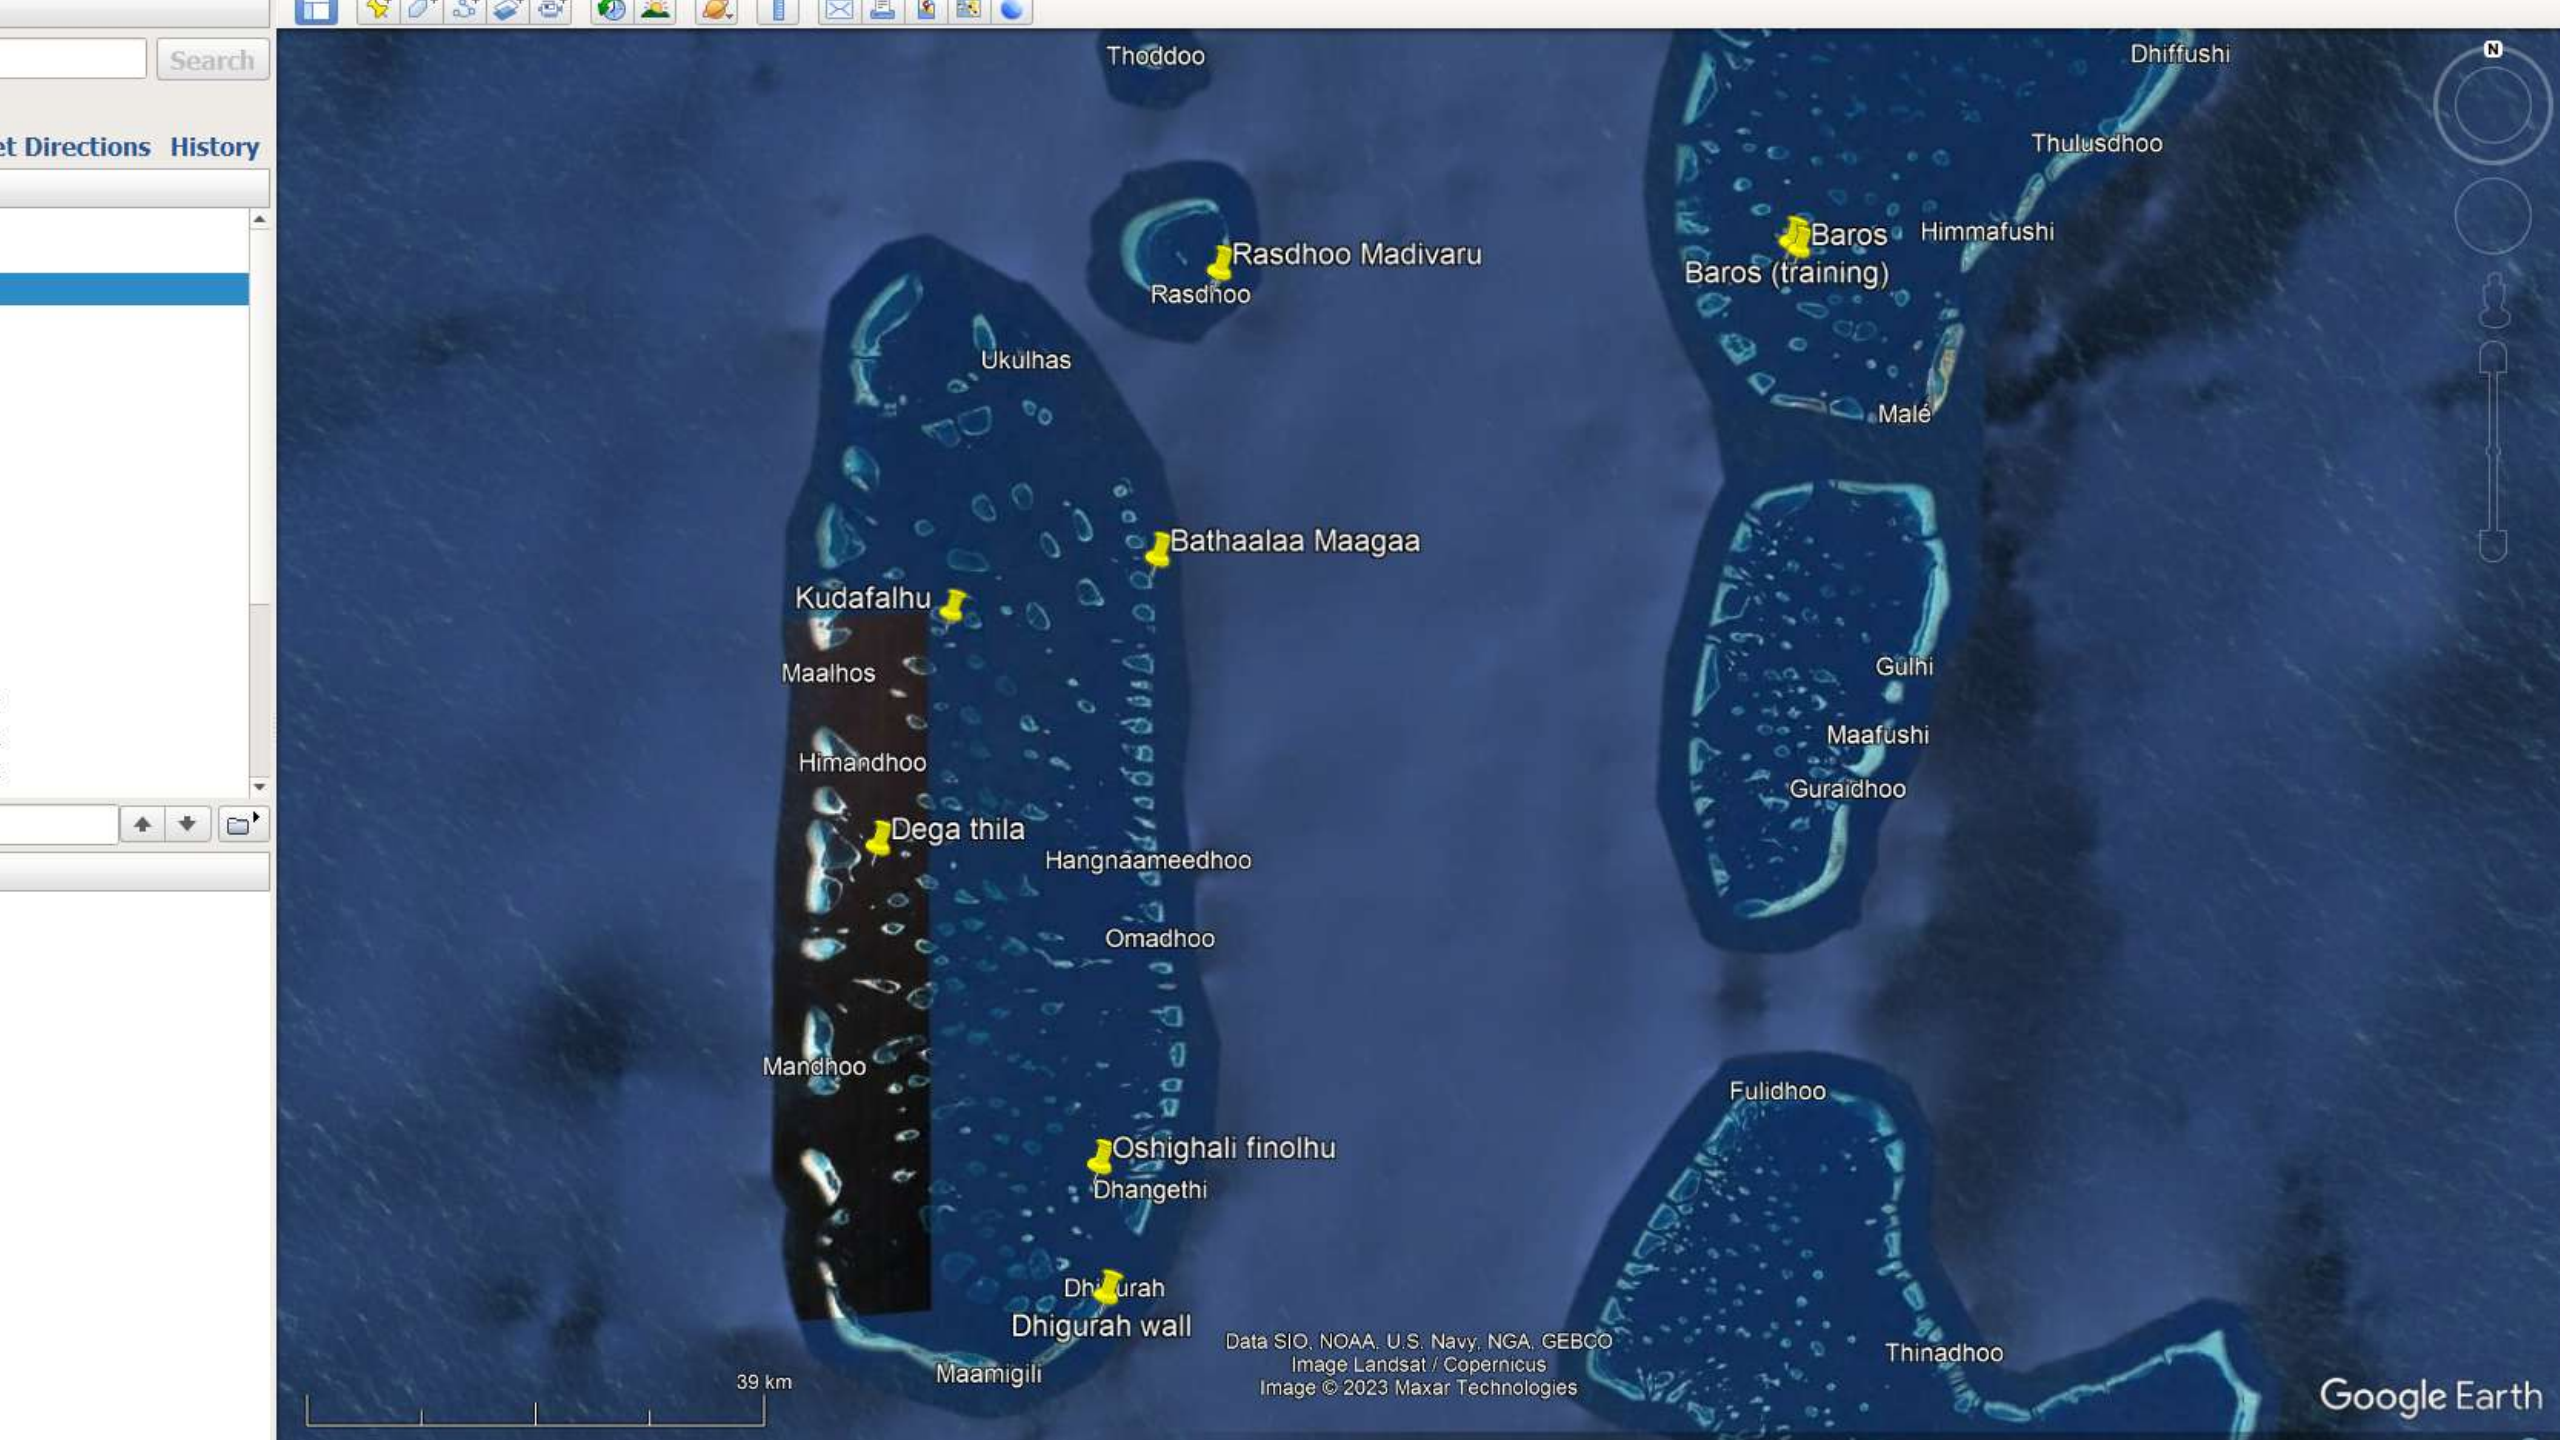 Search
et Directions History
Thoddoo
Dhiffushi
N
Thulusdhoo
Rasdhoo Madivaru
Rasdhoo
Baros
Himmafushi
Baros (training)
Ukulhas
Malé
Bathaalaa Maagaa
Kudafalhu
Maalhos
Gulhi
Maafushi
Himandhoo
Guraidhoo
Dega thila
Hangnaameedhoo
Omadhoo
Mandhoo
Fulidhoo
Oshighali finolhu
Dhangethi
Dhigurah wall
Thinadhoo
Maamigili
39 km
Data SIO, NOAA, U.S. Navy, NGA, GEBCO
Image Landsat / Copernicus
Image © 2023 Maxar Technologies
Google Earth